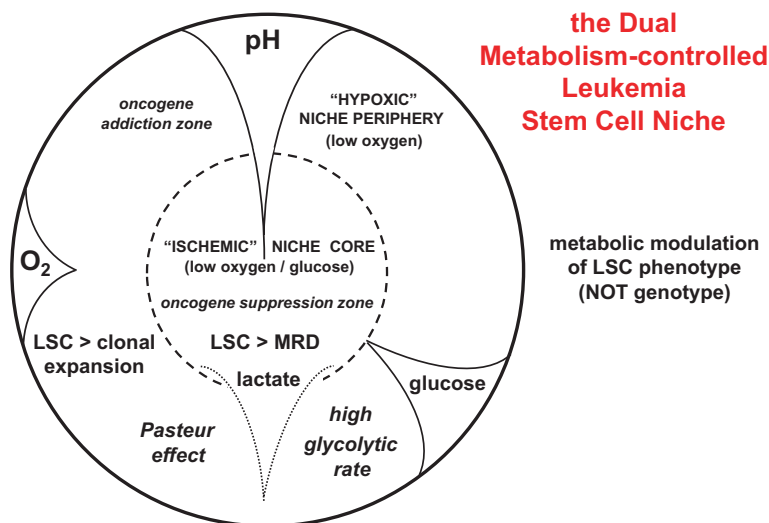 the Dual
Metabolism-controlled
Leukemia
Stem Cell Niche
pH
oncogene
addiction zone
“HYPOXIC”
NICHE PERIPHERY
(low oxygen)
“ISCHEMIC” NICHE CORE
(low oxygen / glucose)
oncogene suppression zone
O₂
metabolic modulation
of LSC phenotype
(NOT genotype)
LSC > clonal
expansion
LSC > MRD
lactate
glucose
Pasteur
effect
high
glycolytic
rate